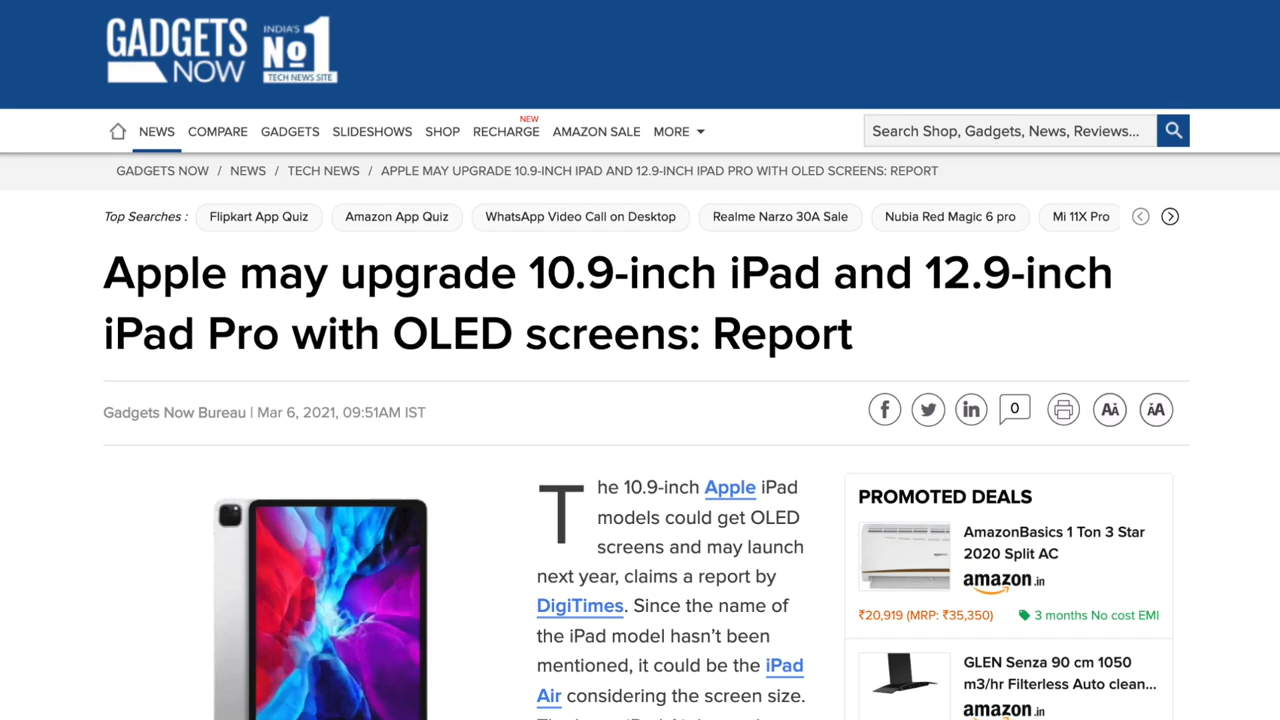 GADGETS
NOW
INDIA'S
No1
TECH NEWS SITE
NEWS COMPARE GADGETS SLIDESHOWS SHOP RECHARGE NEW AMAZON SALE MORE
Search Shop, Gadgets, News, Reviews...
GADGETS NOW / NEWS / TECH NEWS / APPLE MAY UPGRADE 10.9-INCH IPAD AND 12.9-INCH IPAD PRO WITH OLED SCREENS: REPORT
Top Searches : Flipkart App Quiz Amazon App Quiz WhatsApp Video Call on Desktop Realme Narzo 30A Sale Nubia Red Magic 6 pro Mi 11X Pro
Apple may upgrade 10.9-inch iPad and 12.9-inch
iPad Pro with OLED screens: Report
Gadgets Now Bureau | Mar 6, 2021, 09:51AM IST
0
AA
AA
The 10.9-inch Apple iPad
models could get OLED
screens and may launch
next year, claims a report by
DigiTimes. Since the name of
the iPad model hasn't been
mentioned, it could be the iPad
Air considering the screen size.
PROMOTED DEALS
AmazonBasics 1 Ton 3 Star
2020 Split AC
amazon.in
₹20,919 (MRP: ₹35,350) 3 months No cost EMI
GLEN Senza 90 cm 1050
m3/hr Filterless Auto clean...
amazon.in